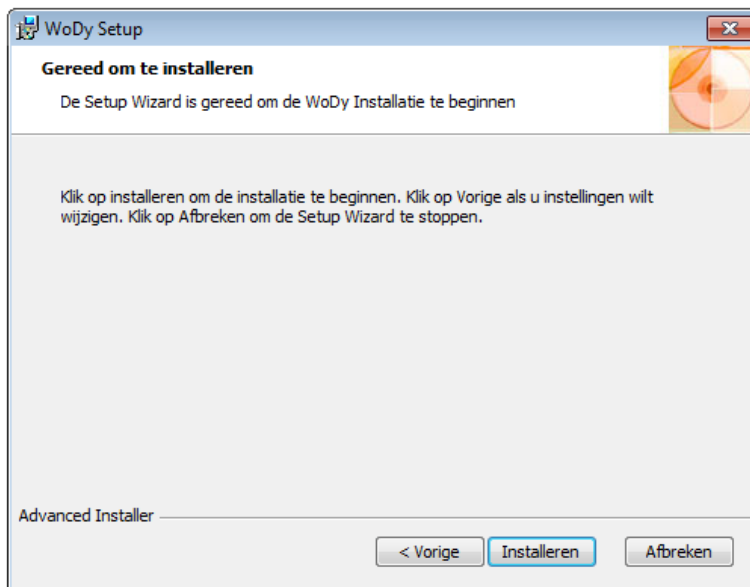 WoDy Setup
Gereed om te installeren
De Setup Wizard is gereed om de WoDy Installatie te beginnen
Klik op installeren om de installatie te beginnen. Klik op Vorige als u instellingen wilt
wijzigen. Klik op Afbreken om de Setup Wizard te stoppen.
Advanced Installer
< Vorige
Installeren
Afbreken